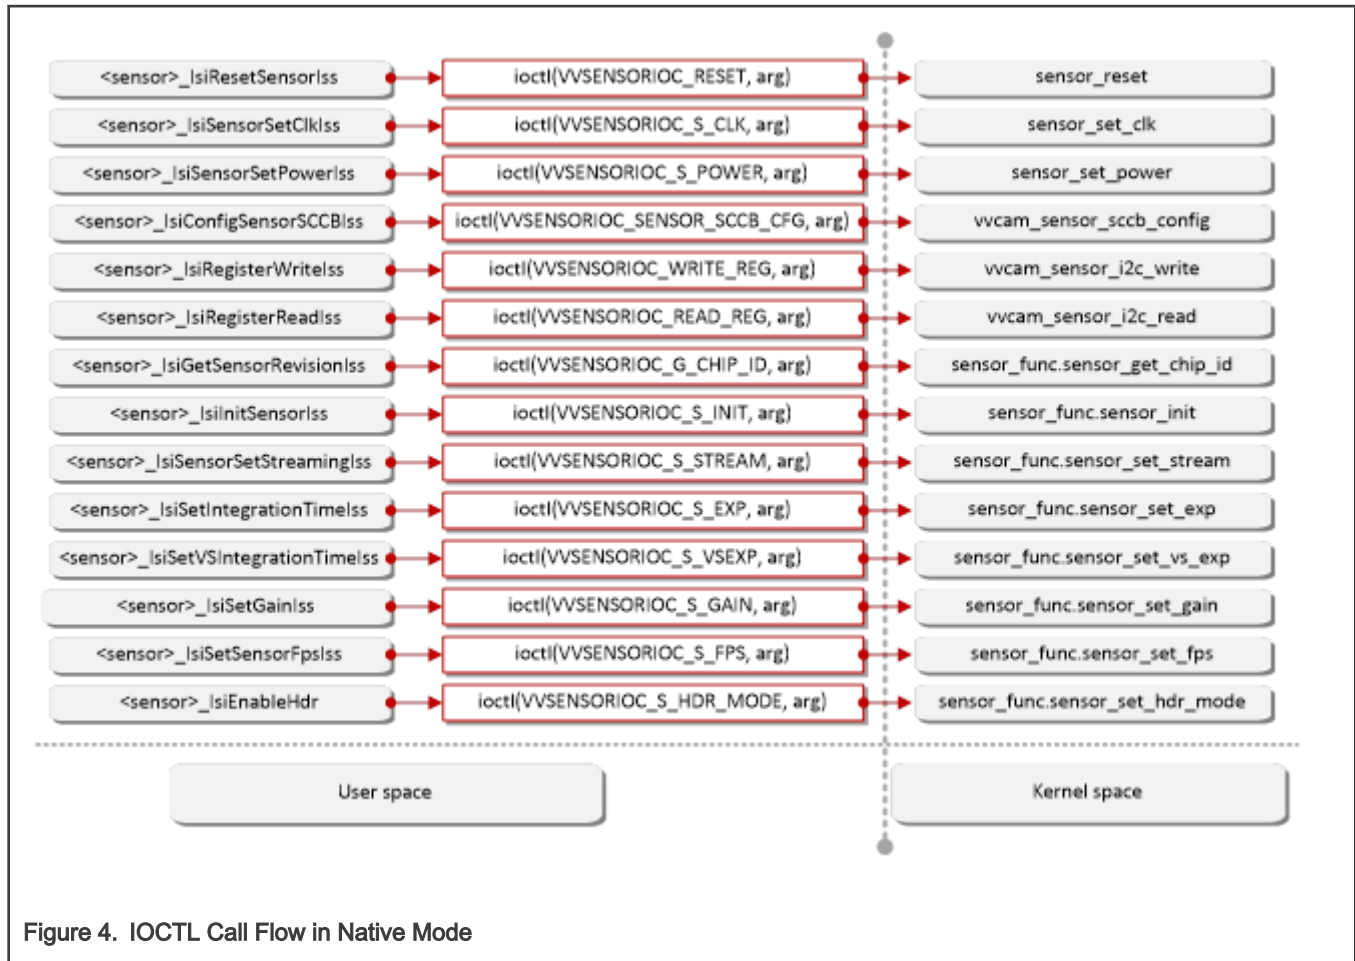 <sensor>_IsiResetSensorIss ioctl(VVSENSORIOC_RESET, arg) sensor_reset
<sensor>_IsiSensorSetClkIss ioctl(VVSENSORIOC_S_CLK, arg) sensor_set_clk
<sensor>_IsiSensorSetPowerIss ioctl(VVSENSORIOC_S_POWER, arg) sensor_set_power
<sensor>_IsiConfigSensorSCCBIss ioctl(VVSENSORIOC_SENSOR_SCCB_CFG, arg) vvcam_sensor_sccb_config
<sensor>_IsiRegisterWriteIss ioctl(VVSENSORIOC_WRITE_REG, arg) vvcam_sensor_i2c_write
<sensor>_IsiRegisterReadIss ioctl(VVSENSORIOC_READ_REG, arg) vvcam_sensor_i2c_read
<sensor>_IsiGetSensorRevisionIss ioctl(VVSENSORIOC_G_CHIP_ID, arg) sensor_func.sensor_get_chip_id
<sensor>_IsiInitSensorIss ioctl(VVSENSORIOC_S_INIT, arg) sensor_func.sensor_init
<sensor>_IsiSensorSetStreamingIss ioctl(VVSENSORIOC_S_STREAM, arg) sensor_func.sensor_set_stream
<sensor>_IsiSetIntegrationTimeIss ioctl(VVSENSORIOC_S_EXP, arg) sensor_func.sensor_set_exp
<sensor>_IsiSetVSIntegrationTimeIss ioctl(VVSENSORIOC_S_VSEXP, arg) sensor_func.sensor_set_vs_exp
<sensor>_IsiSetGainIss ioctl(VVSENSORIOC_S_GAIN, arg) sensor_func.sensor_set_gain
<sensor>_IsiSetSensorFpsIss ioctl(VVSENSORIOC_S_FPS, arg) sensor_func.sensor_set_fps
<sensor>_IsiEnableHdr ioctl(VVSENSORIOC_S_HDR_MODE, arg) sensor_func.sensor_set_hdr_mode
User space Kernel space
Figure 4. IOCTL Call Flow in Native Mode